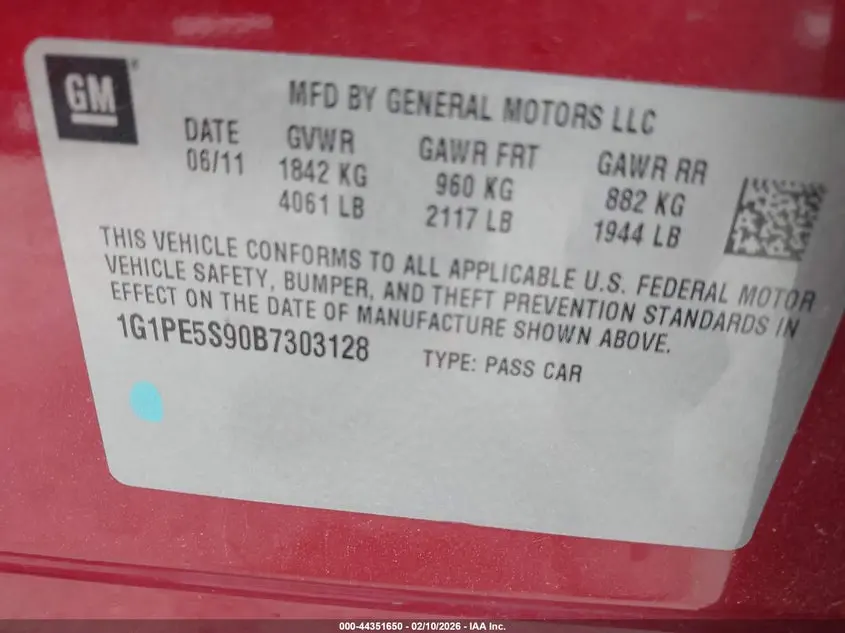 GM
MFD BY GENERAL MOTORS LLC
DATE GVWR GAWR FRT GAWR RR
06/11 1842 KG 960 KG 882 KG
4061 LB 2117 LB 1944 LB
THIS VEHICLE CONFORMS TO ALL APPLICABLE U.S. FEDERAL MOTOR
VEHICLE SAFETY, BUMPER, AND THEFT PREVENTION STANDARDS IN
EFFECT ON THE DATE OF MANUFACTURE SHOWN ABOVE.
1G1PE5S90B7303128 TYPE: PASS CAR
000-44351650 - 02/10/2026 - IAA Inc.